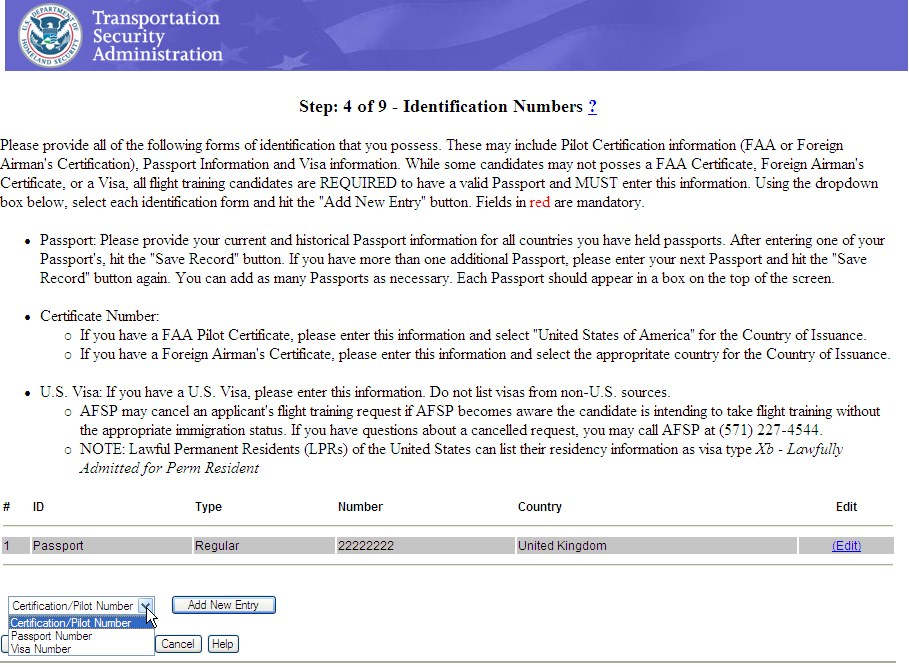 Transportation
Security
Administration
U.S. DEPARTMENT OF
HOMELAND SECURITY
Step: 4 of 9 - Identification Numbers ?
Please provide all of the following forms of identification that you possess. These may include Pilot Certification information (FAA or Foreign
Airman's Certification), Passport Information and Visa information. While some candidates may not posses a FAA Certificate, Foreign Airman's
Certificate, or a Visa, all flight training candidates are REQUIRED to have a valid Passport and MUST enter this information. Using the dropdown
box below, select each identification form and hit the "Add New Entry" button. Fields in red are mandatory.
• Passport: Please provide your current and historical Passport information for all countries you have held passports. After entering one of your
Passport's, hit the "Save Record" button. If you have more than one additional Passport, please enter your next Passport and hit the "Save
Record" button again. You can add as many Passports as necessary. Each Passport should appear in a box on the top of the screen.
• Certificate Number:
○ If you have a FAA Pilot Certificate, please enter this information and select "United States of America" for the Country of Issuance.
○ If you have a Foreign Airman's Certificate, please enter this information and select the appropritate country for the Country of Issuance.
• U.S. Visa: If you have a U.S. Visa, please enter this information. Do not list visas from non-U.S. sources.
○ AFSP may cancel an applicant's flight training request if AFSP becomes aware the candidate is intending to take flight training without
the appropriate immigration status. If you have questions about a cancelled request, you may call AFSP at (571) 227-4544.
○ NOTE: Lawful Permanent Residents (LPRs) of the United States can list their residency information as visa type Xb - Lawfully
Admitted for Perm Resident
# ID Type Number Country Edit
1 Passport Regular 22222222 United Kingdom (Edit)
Certification/Pilot Number Add New Entry
Certification/Pilot Number
Passport Number
Visa Number
Cancel Help